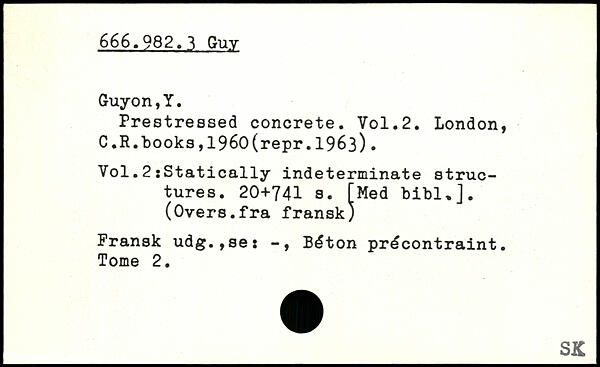 666.982.3 Guy
Guyon,Y.
Prestressed concrete. Vol.2. London,
C.R.books,1960(repr.1963).
Vol.2:Statically indeterminate struc-
tures. 20+741 s. [Med bibl.].
(Overs.fra fransk)
Fransk udg.,se: -, Béton précontraint.
Tome 2.
SK